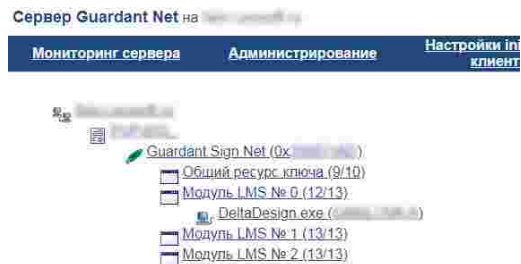 Сервер Guardant Net на
Мониторинг сервера
Администрирование
Настройки ini
клиент
Guardant Sign Net (0x )
Общий ресурс ключа (9/10)
Модуль LMS № 0 (12/13)
DeltaDesign.exe ( )
Модуль LMS № 1 (13/13)
Модуль LMS № 2 (13/13)